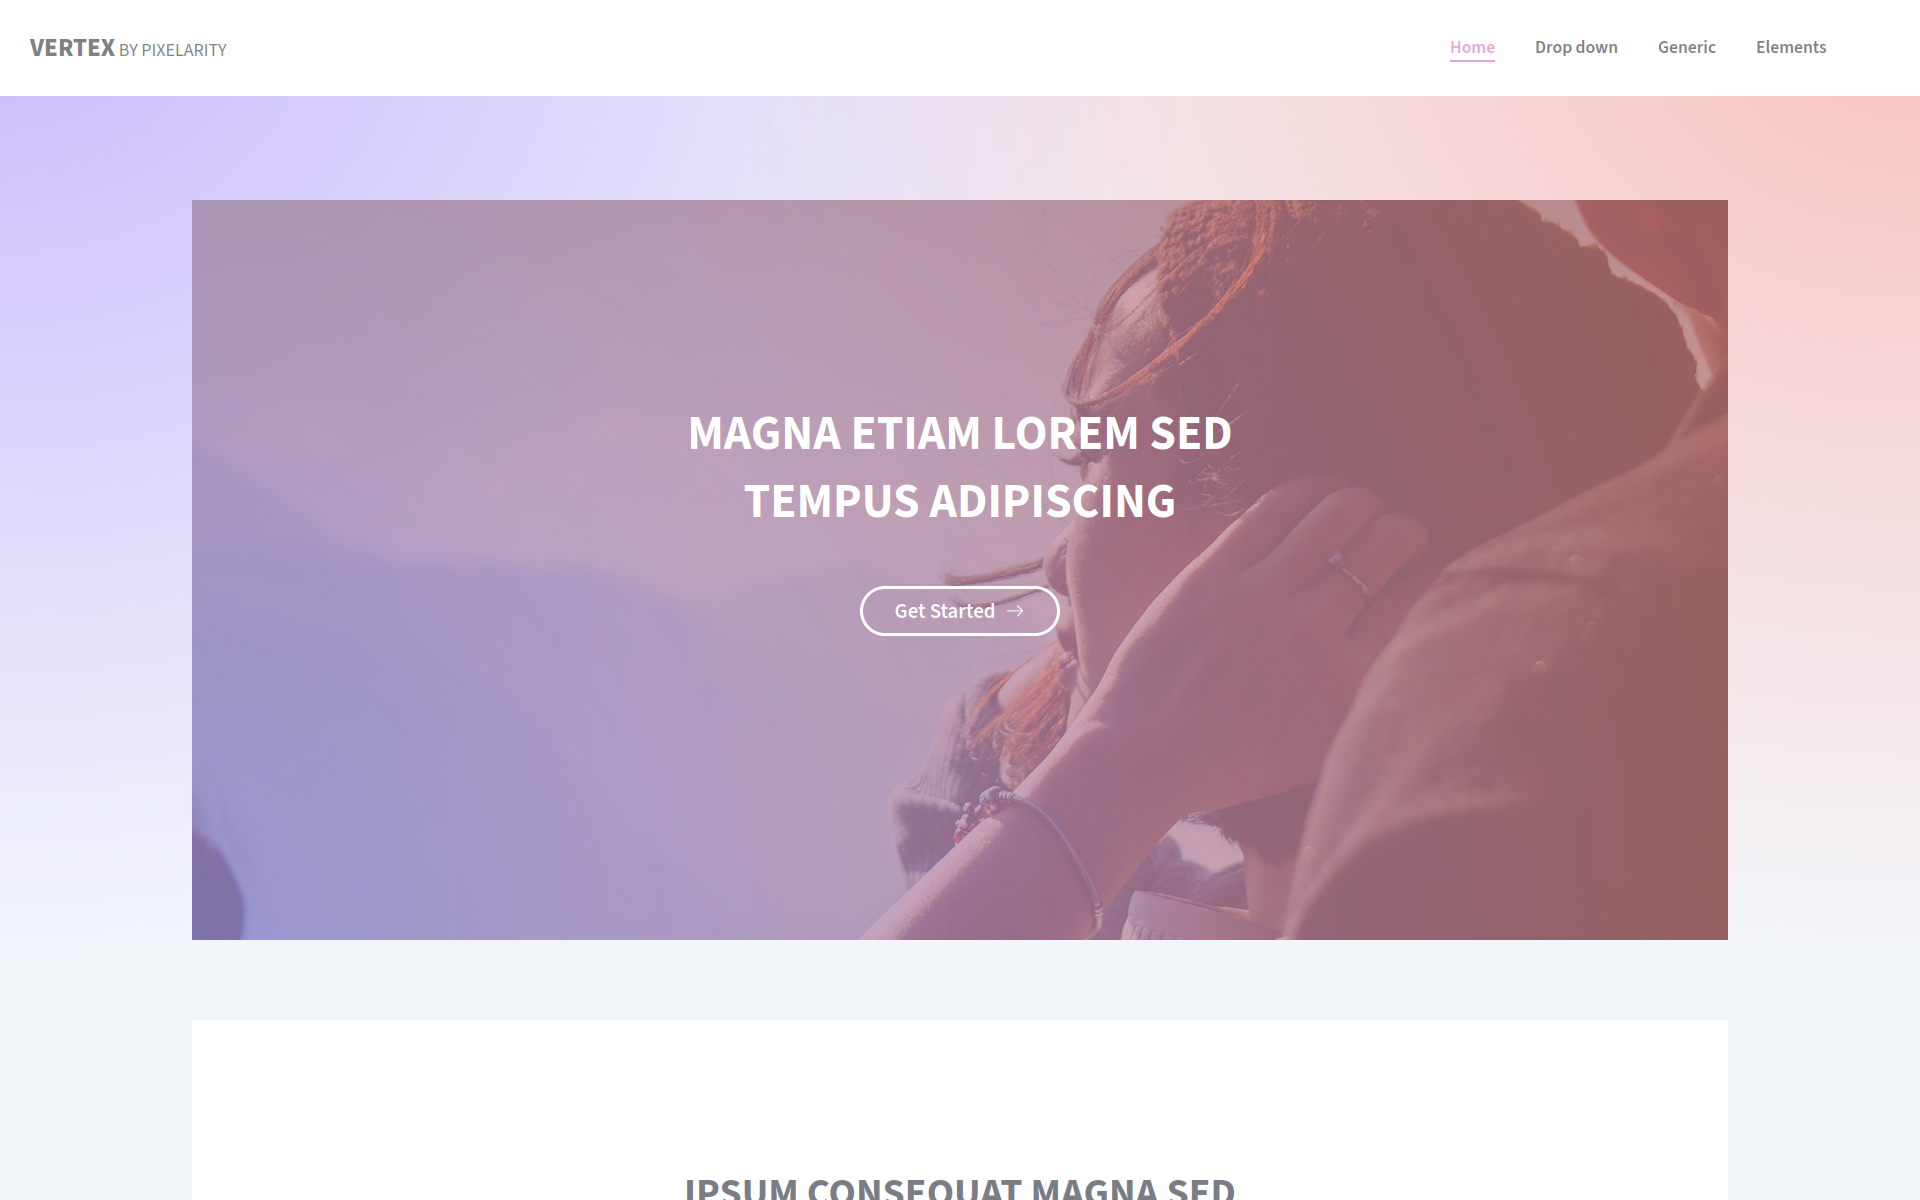 VERTEX BY PIXELARITY
Home Drop down Generic Elements
MAGNA ETIAM LOREM SED
TEMPUS ADIPISCING
Get Started
IPSUM CONSEQUAT MAGNA SED